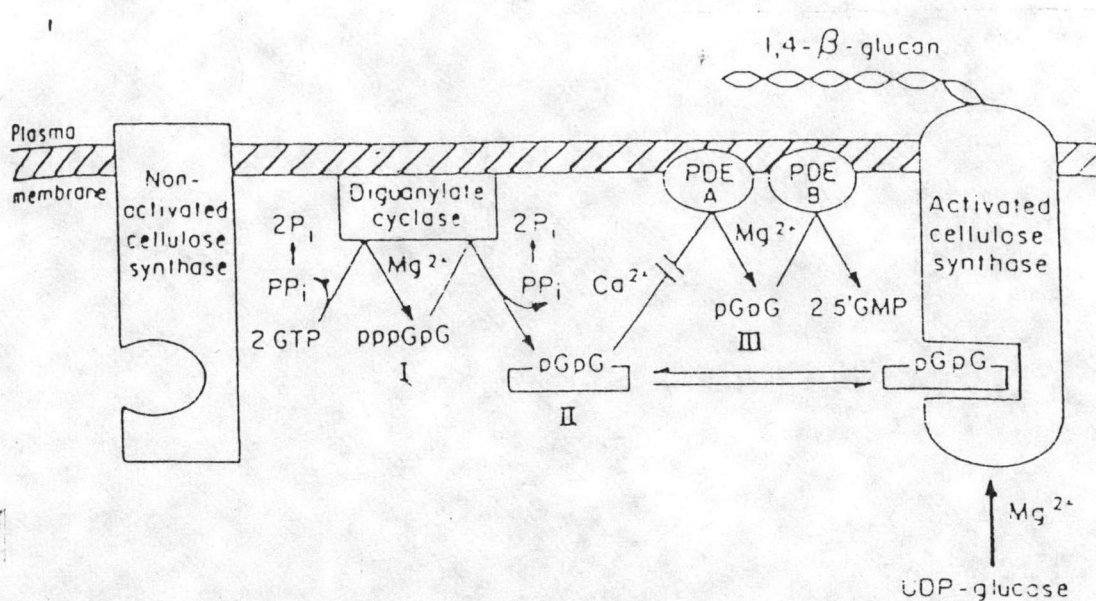 1,4-β-glucan
Plasma
membrane
Non-
activated
cellulose
synthase
Diguanylate
cyclase
2Pi
PPi
2 GTP
Mg2+
pppGpG
I
2Pi
PPi
pGpG
II
Ca2+
PDE
A
PDE
B
Mg2+
pGpG
III
2 5'GMP
Activated
cellulose
synthase
pGpG
Mg2+
UDP-glucose